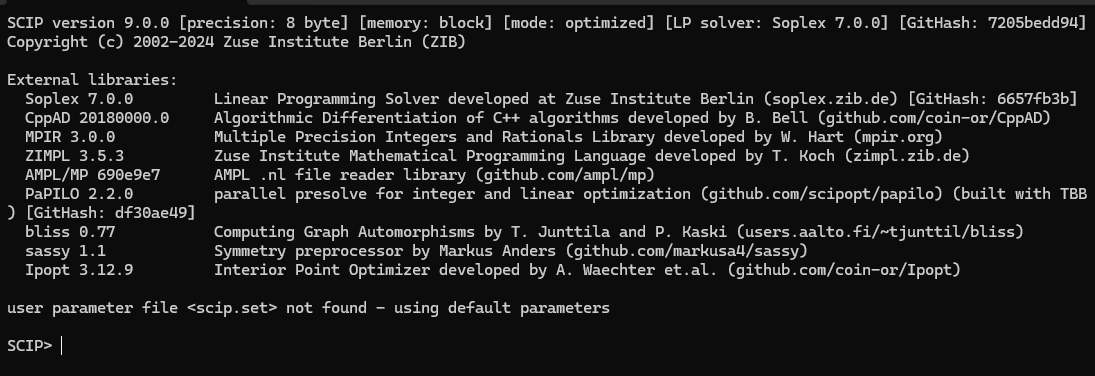 SCIP version 9.0.0 [precision: 8 byte] [memory: block] [mode: optimized] [LP solver: Soplex 7.0.0] [GitHash: 7205bedd94]
Copyright (c) 2002-2024 Zuse Institute Berlin (ZIB)
External libraries:
Soplex 7.0.0 Linear Programming Solver developed at Zuse Institute Berlin (soplex.zib.de) [GitHash: 6657fb3b]
CppAD 20180000.0 Algorithmic Differentiation of C++ algorithms developed by B. Bell (github.com/coin-or/CppAD)
MPIR 3.0.0 Multiple Precision Integers and Rationals Library developed by W. Hart (mpir.org)
ZIMPL 3.5.3 Zuse Institute Mathematical Programming Language developed by T. Koch (zimpl.zib.de)
AMPL/MP 690e9e7 AMPL .nl file reader library (github.com/ampl/mp)
PaPILO 2.2.0 parallel presolve for integer and linear optimization (github.com/scipopt/papilo) (built with TBB
) [GitHash: df30ae49]
bliss 0.77 Computing Graph Automorphisms by T. Junttila and P. Kaski (users.aalto.fi/~tjunttil/bliss)
sassy 1.1 Symmetry preprocessor by Markus Anders (github.com/markusa4/sassy)
Ipopt 3.12.9 Interior Point Optimizer developed by A. Waechter et.al. (github.com/coin-or/Ipopt)
user parameter file <scip.set> not found - using default parameters
SCIP>